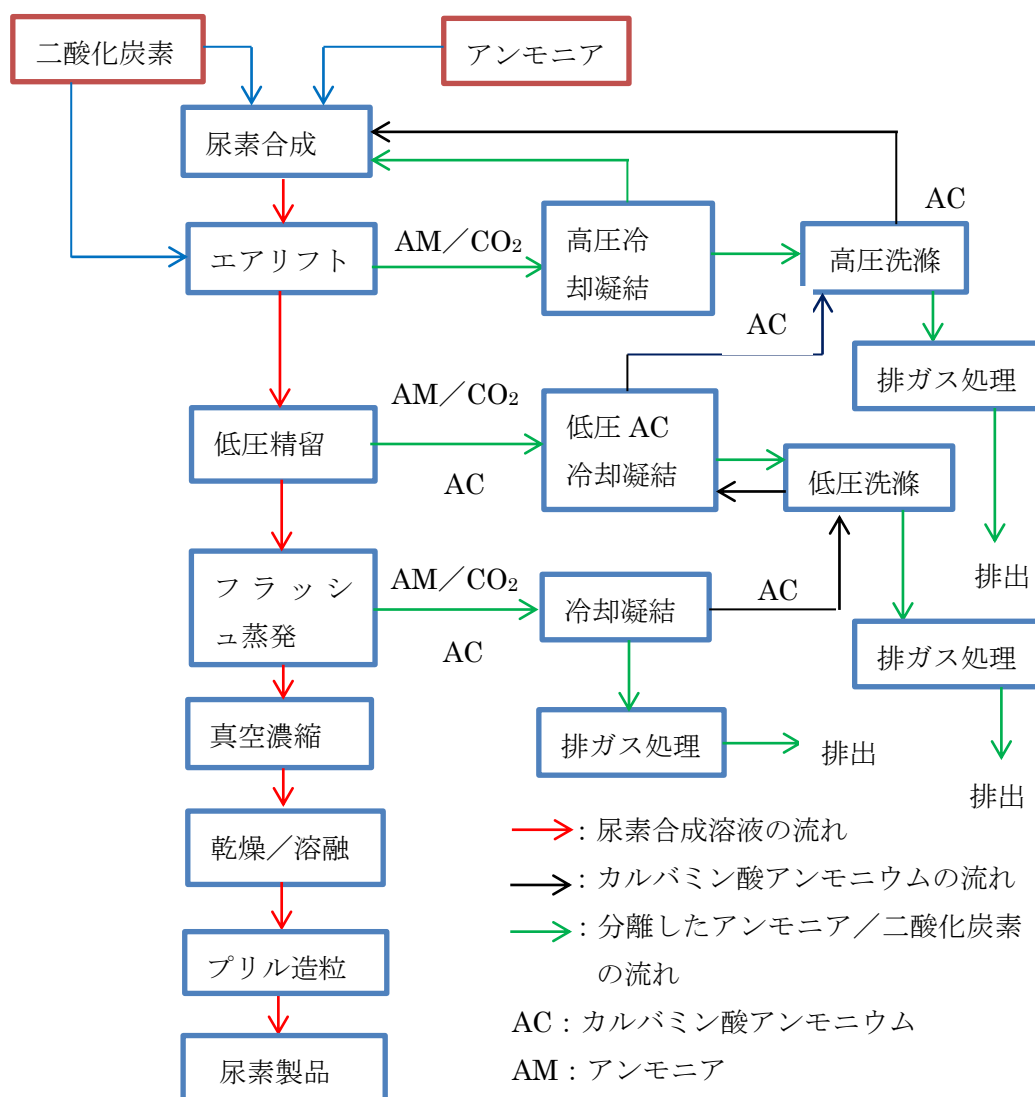 二酸化炭素
アンモニア
尿素合成
AC
エアリフト
AM／CO₂
高圧冷
却凝結
高圧洗滌
AC
排ガス処理
AM／CO₂
低圧精留
AC
低圧 AC
冷却凝結
低圧洗滌
排出
フラッシ
ュ蒸発
AM／CO₂
AC
冷却凝結
AC
排ガス処理
真空濃縮
排ガス処理
排出
排出
乾燥／溶融
：尿素合成溶液の流れ
：カルバミン酸アンモニウムの流れ
：分離したアンモニア／二酸化炭素
の流れ
プリル造粒
AC：カルバミン酸アンモニウム
尿素製品
AM：アンモニア